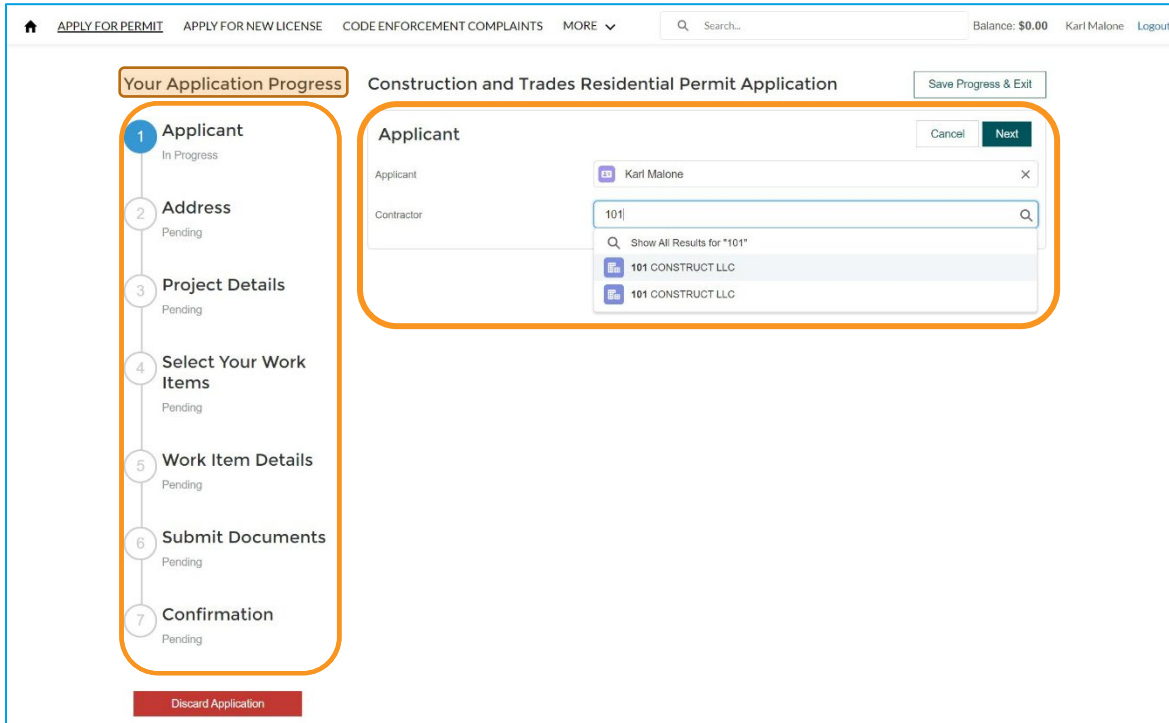 APPLY FOR PERMIT APPLY FOR NEW LICENSE CODE ENFORCEMENT COMPLAINTS MORE Search... Balance: $0.00 Karl Malone Logout
Your Application Progress
1 Applicant
In Progress
2 Address
Pending
3 Project Details
Pending
4 Select Your Work
Items
Pending
5 Work Item Details
Pending
6 Submit Documents
Pending
7 Confirmation
Pending
Discard Application
Construction and Trades Residential Permit Application Save Progress & Exit
Applicant Cancel Next
Applicant Karl Malone
Contractor 101
Show All Results for "101"
101 CONSTRUCT LLC
101 CONSTRUCT LLC